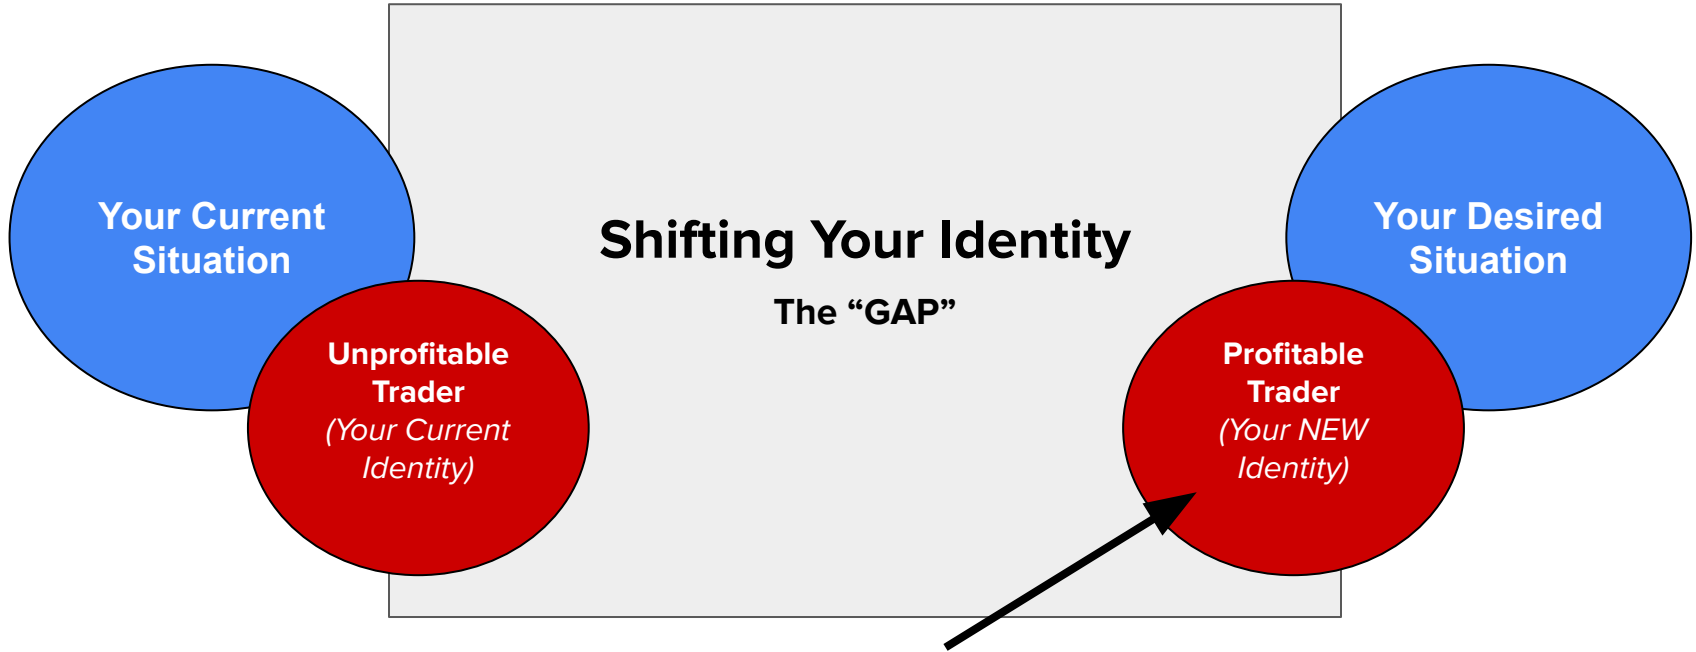 Your Current
Situation
Unprofitable
Trader
(Your Current
Identity)
Shifting Your Identity
The “GAP”
Your Desired
Situation
Profitable
Trader
(Your NEW
Identity)